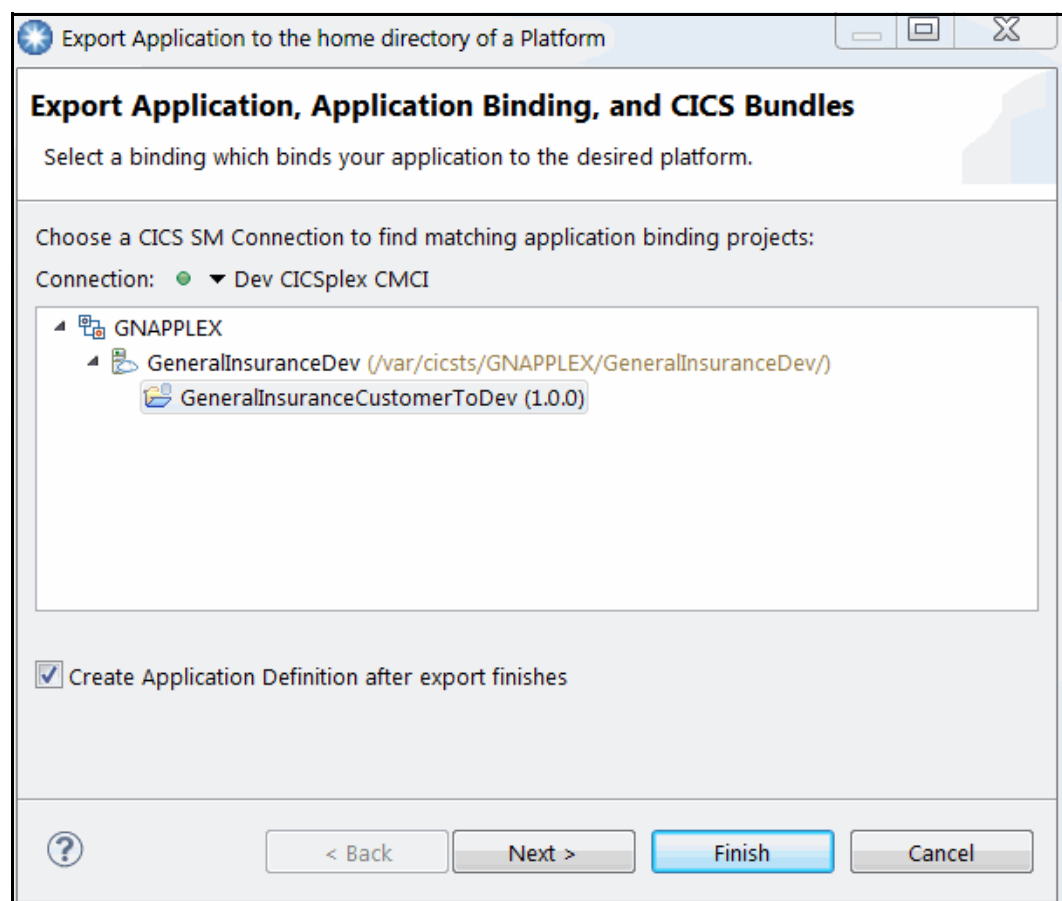 Export Application to the home directory of a Platform
Export Application, Application Binding, and CICS Bundles
Select a binding which binds your application to the desired platform.
Choose a CICS SM Connection to find matching application binding projects:
Connection: Dev CICSplex CMCI
GNAPPLEX
GeneralInsuranceDev (/var/cicsts/GNAPPLEX/GeneralInsuranceDev/)
GeneralInsuranceCustomerToDev (1.0.0)
Create Application Definition after export finishes
? < Back Next > Finish Cancel